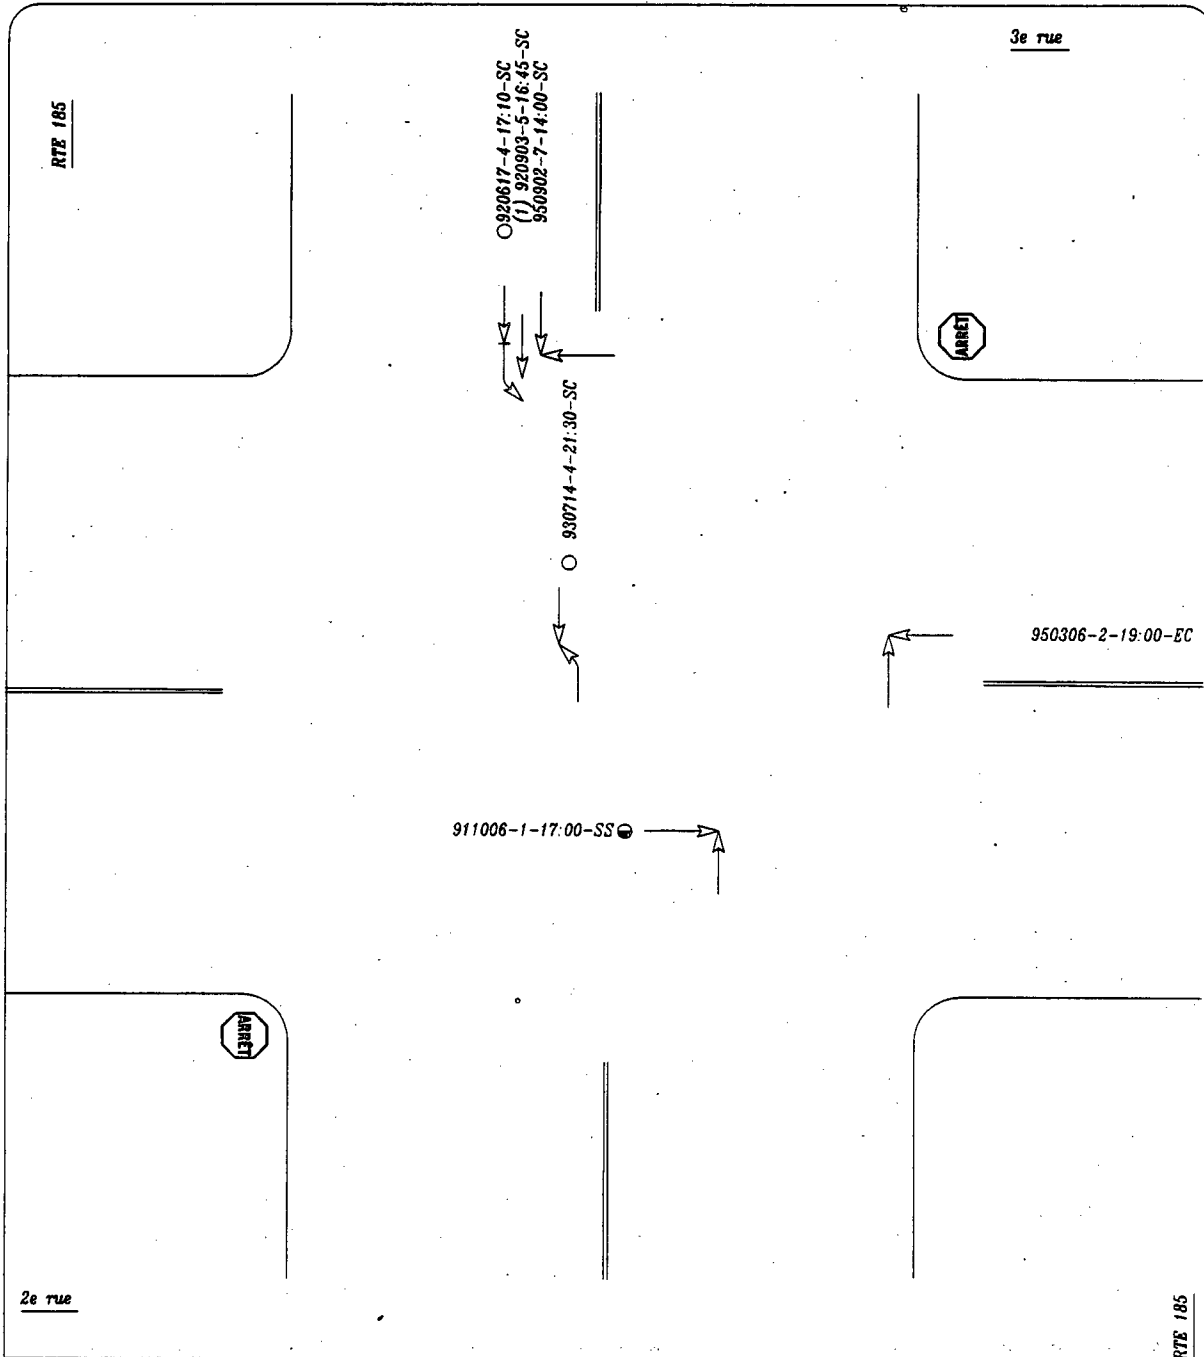 3e rue
RTE 185
920617-4-17:10-SC
(1) 920903-5-16:45-SC
950902-7-14:00-SC
ARRÊT
930714-4-21:30-SC
950306-2-19:00-EC
911006-1-17:00-SS
ARRÊT
2e rue
RTE 185